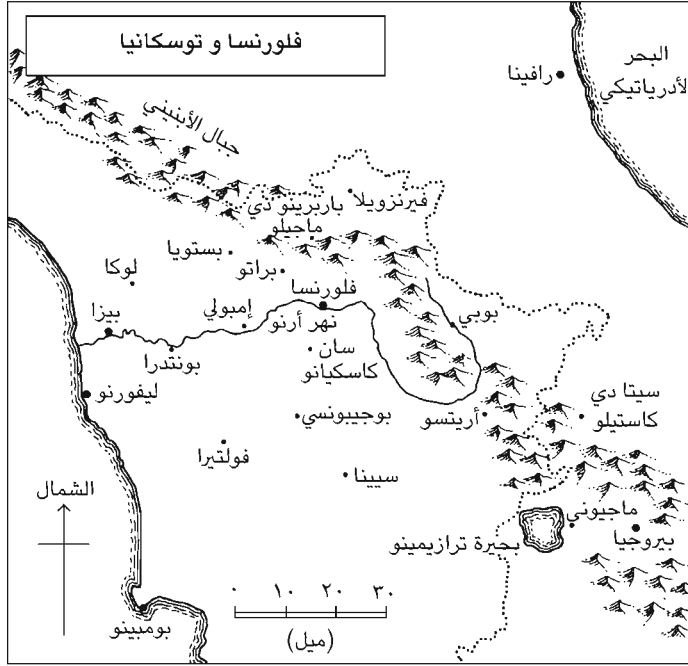 فلورنسا و توسكانيا
البحر
لأدرياتيكي
رافينا
جبال الأبنيني
فيرنزويلا
باربرينو دي
ماجيلو
بستويا
براتو
لوكا
فلورنسا
إمبولي
نهر أرنو
بيزا
بونتدرا
سان
كاسكيانو
بوبي
ليفورنو
سيتا دي
كاستيلو
أريتسو
بوجيبونسي
فولتيرا
سيينا
الشمال
ماجيوني
بيروجيا
بحيرة ترازيمينو
٠ ١٠ ٢٠ ٣٠
(ميل)
بومبينو